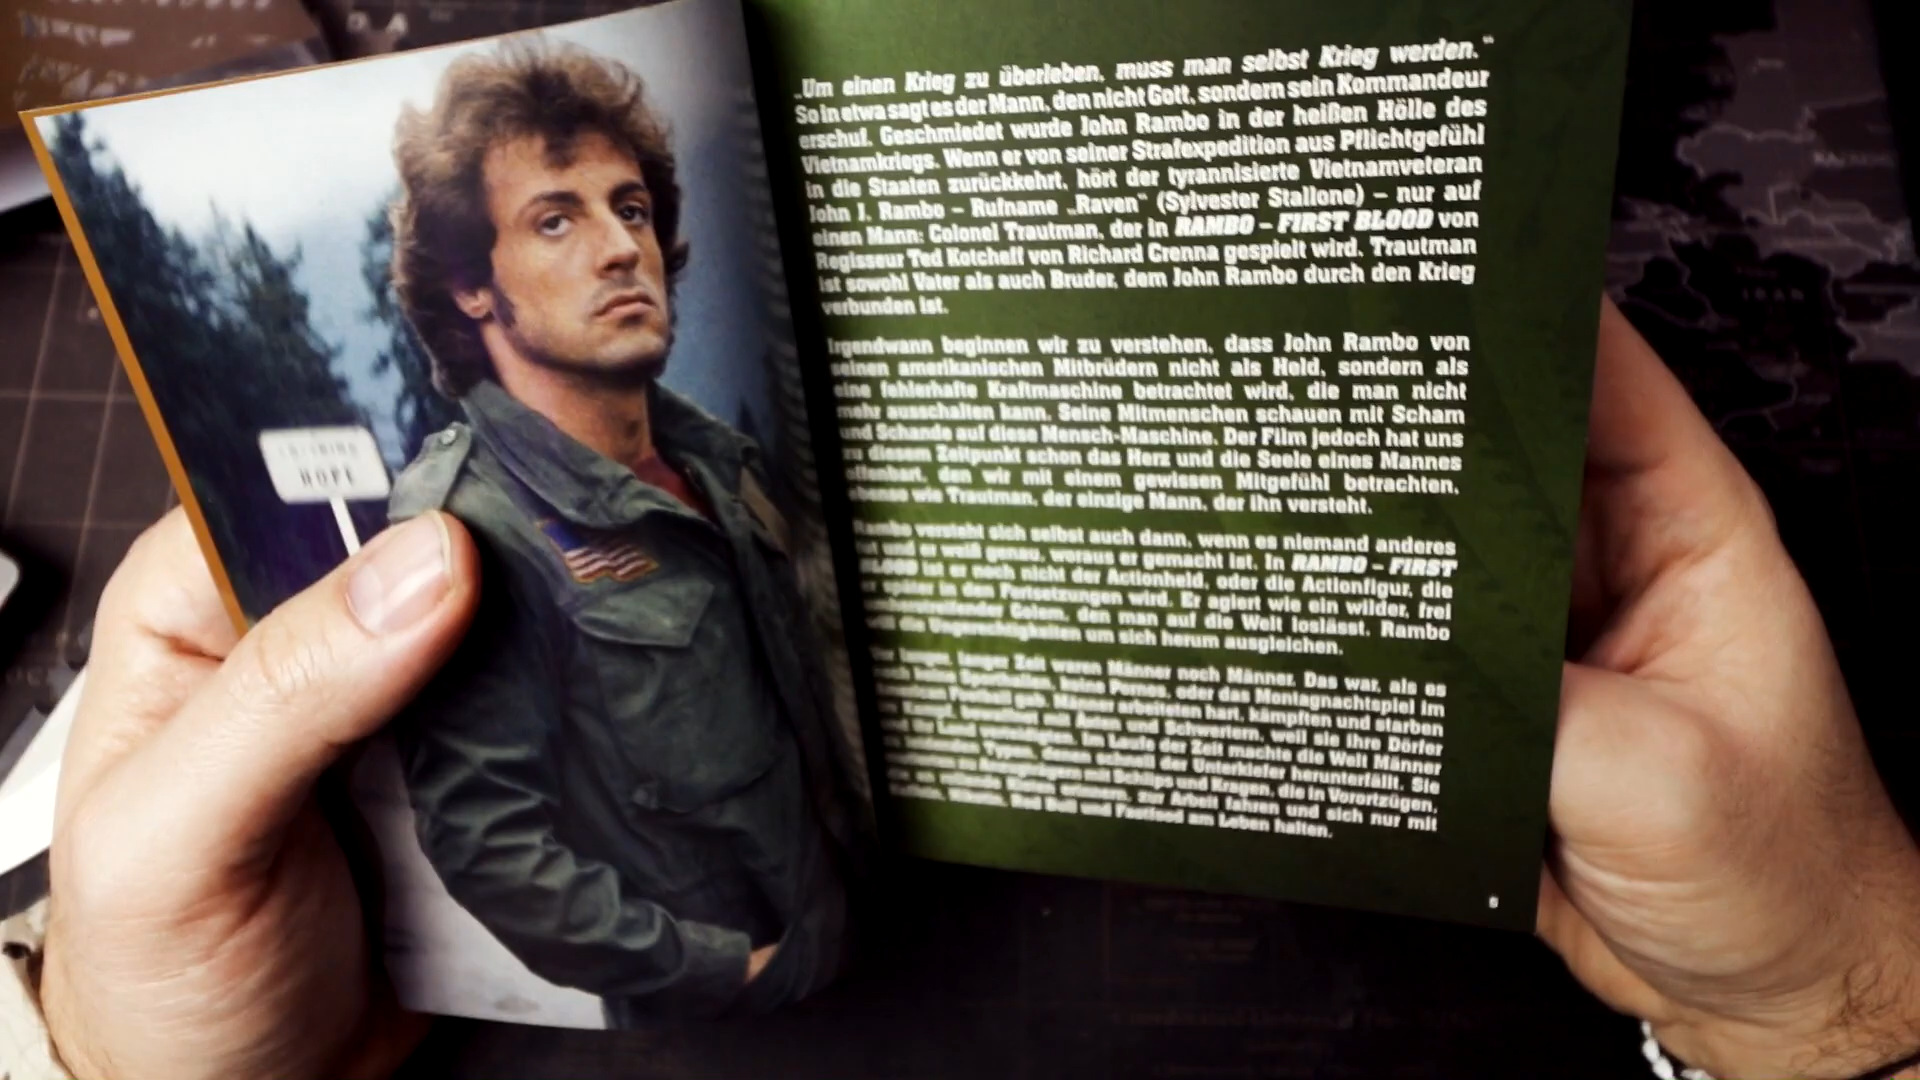 HOPE
„Um einen Krieg zu überleben, muss man selbst Krieg werden."
So in etwa sagt es der Mann, den nicht Gott, sondern sein Kommandeur
erschuf. Geschmiedet wurde John Rambo in der heißen Hölle des
Vietnamkriegs. Wenn er von seiner Strafexpedition aus Pflichtgefühl
in die Staaten zurückkehrt, hört der tyrannisierte Vietnamveteran
John J. Rambo – Rufname „Raven" (Sylvester Stallone) – nur auf
einen Mann: Colonel Trautman, der in RAMBO – FIRST BLOOD von
Regisseur Ted Kotcheff von Richard Crenna gespielt wird. Trautman
ist sowohl Vater als auch Bruder, dem John Rambo durch den Krieg
verbunden ist.
Irgendwann beginnen wir zu verstehen, dass John Rambo von
seinen amerikanischen Mitbrüdern nicht als Held, sondern als
eine fehlerhafte Kraftmaschine betrachtet wird, die man nicht
mehr ausschalten kann. Seine Mitmenschen schauen mit Scham
und Schande auf diese Mensch-Maschine. Der Film jedoch hat uns
zu diesem Zeitpunkt schon das Herz und die Seele eines Mannes
offenbart, den wir mit einem gewissen Mitgefühl betrachten,
ebenso wie Trautman, der einzige Mann, der ihn versteht.
Rambo versteht sich selbst auch dann, wenn es niemand anderes
tut und er weiß genau, woraus er gemacht ist. In RAMBO – FIRST
BLOOD ist er noch nicht der Actionheld, oder die Actionfigur, die
er später in den Fortsetzungen wird. Er agiert wie ein wilder, frei
umherstreifender Golem, den man auf die Welt loslässt. Rambo
will die Ungerechtigkeiten um sich herum ausgleichen.
Vor langer, langer Zeit waren Männer noch Männer. Das war, als es
noch keine Sporthallen, keine Pornos, oder das Montagnachtspiel im
American Football gab. Männer arbeiteten hart, kämpften und starben
im Kampf, bewaffnet mit Äxten und Schwertern, weil sie ihre Dörfer
und ihr Land verteidigten. Im Laufe der Zeit machte die Welt Männer
zu Typen, denen schnell der Unterkiefer herunterfällt. Sie
mit Schlips und Kragen, die in Vorortzügen,
die an erinnern, zur Arbeit fahren und sich nur mit
Red Bull und Fastfood am Leben halten.